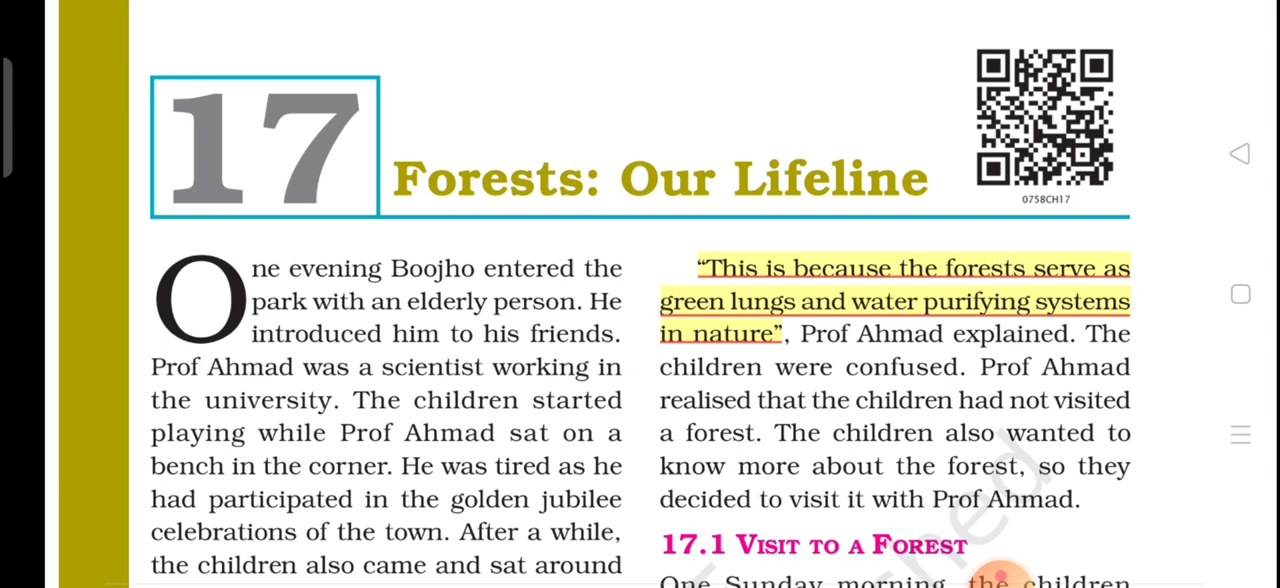 17
Forests: Our Lifeline
0758CH17
One evening Boojho entered the
park with an elderly person. He
introduced him to his friends.
Prof Ahmad was a scientist working in
the university. The children started
playing while Prof Ahmad sat on a
bench in the corner. He was tired as he
had participated in the golden jubilee
celebrations of the town. After a while,
the children also came and sat around
“This is because the forests serve as
green lungs and water purifying systems
in nature”, Prof Ahmad explained. The
children were confused. Prof Ahmad
realised that the children had not visited
a forest. The children also wanted to
know more about the forest, so they
decided to visit it with Prof Ahmad.
17.1 VISIT TO A FOREST
One Sunday morning, the children